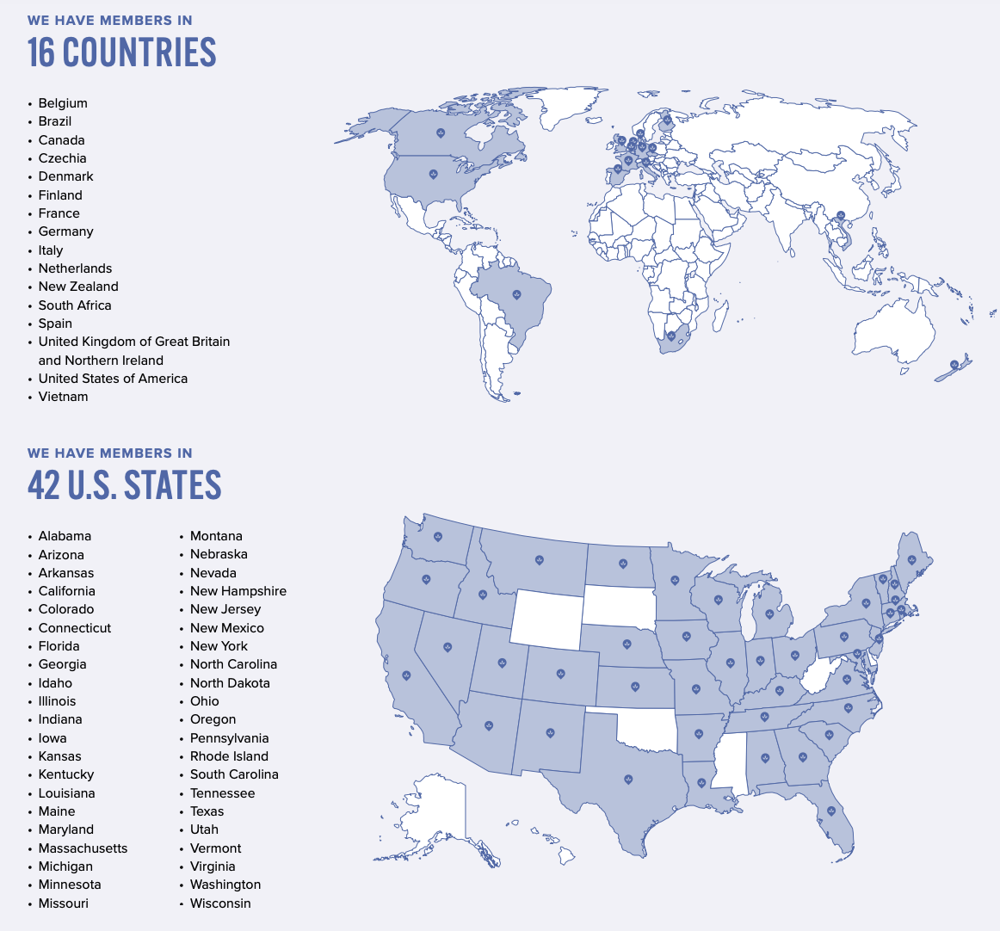 WE HAVE MEMBERS IN
16 COUNTRIES
• Belgium
• Brazil
• Canada
• Czechia
• Denmark
• Finland
• France
• Germany
• Italy
• Netherlands
• New Zealand
• South Africa
• Spain
• United Kingdom of Great Britain
and Northern Ireland
• United States of America
• Vietnam
WE HAVE MEMBERS IN
42 U.S. STATES
• Alabama
• Arizona
• Arkansas
• California
• Colorado
• Connecticut
• Florida
• Georgia
• Idaho
• Illinois
• Indiana
• Iowa
• Kansas
• Kentucky
• Louisiana
• Maine
• Maryland
• Massachusetts
• Michigan
• Minnesota
• Missouri
• Montana
• Nebraska
• Nevada
• New Hampshire
• New Jersey
• New Mexico
• New York
• North Carolina
• North Dakota
• Ohio
• Oregon
• Pennsylvania
• Rhode Island
• South Carolina
• Tennessee
• Texas
• Utah
• Vermont
• Virginia
• Washington
• Wisconsin